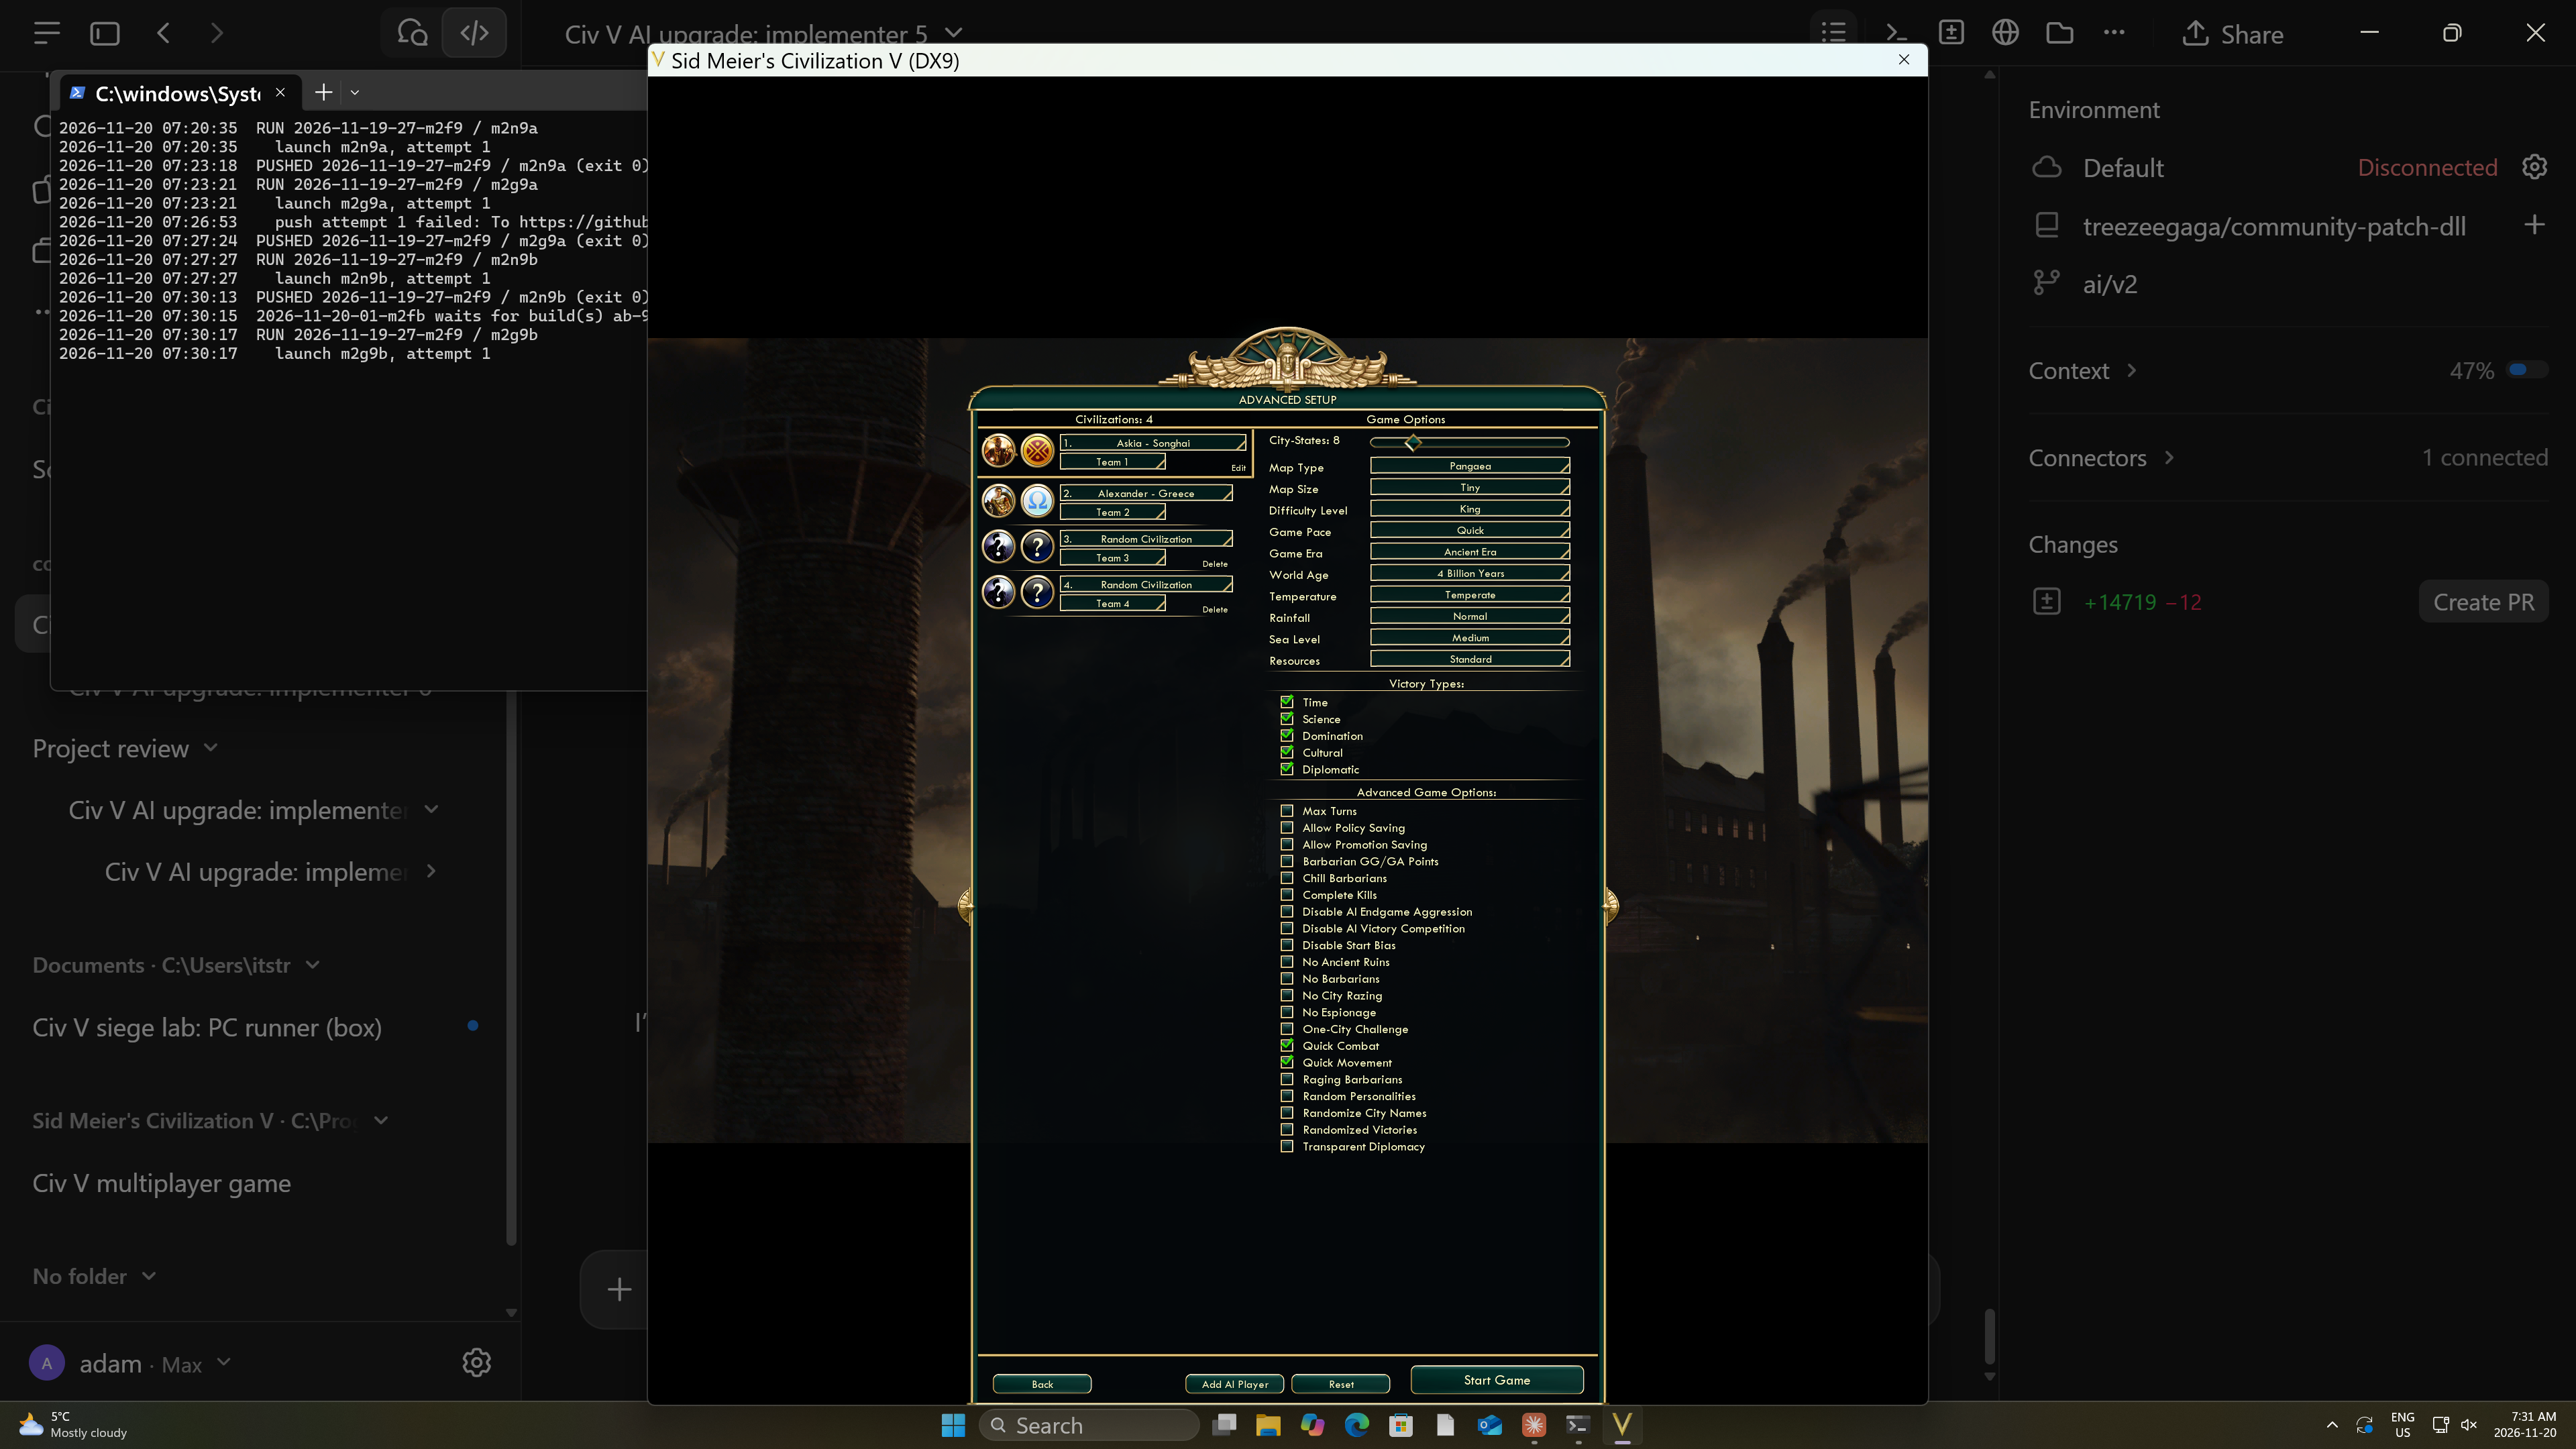 Civ V AI upgrade: implementer 5
Share
Sid Meier's Civilization V (DX9)
C:\windows\Syst
2026-11-20 07:20:35 RUN 2026-11-19-27-m2f9 / m2n9a
2026-11-20 07:20:35 launch m2n9a, attempt 1
2026-11-20 07:23:18 PUSHED 2026-11-19-27-m2f9 / m2n9a (exit 0)
2026-11-20 07:23:21 RUN 2026-11-19-27-m2f9 / m2g9a
2026-11-20 07:23:21 launch m2g9a, attempt 1
2026-11-20 07:26:53 push attempt 1 failed: To https://github
2026-11-20 07:27:24 PUSHED 2026-11-19-27-m2f9 / m2g9a (exit 0)
2026-11-20 07:27:27 RUN 2026-11-19-27-m2f9 / m2n9b
2026-11-20 07:27:27 launch m2n9b, attempt 1
2026-11-20 07:30:13 PUSHED 2026-11-19-27-m2f9 / m2n9b (exit 0)
2026-11-20 07:30:15 2026-11-20-01-m2fb waits for build(s) ab-9
2026-11-20 07:30:17 RUN 2026-11-19-27-m2f9 / m2g9b
2026-11-20 07:30:17 launch m2g9b, attempt 1
Project review
Civ V AI upgrade: implementer
Civ V AI upgrade: impleme
Documents · C:\Users\itstr
Civ V siege lab: PC runner (box)
Sid Meier's Civilization V · C:\Pro
Civ V multiplayer game
No folder
A
adam · Max
ADVANCED SETUP
Civilizations: 4
1. Askia - Songhai
Team 1
Edit
2. Alexander - Greece
Team 2
3. Random Civilization
Team 3
Delete
4. Random Civilization
Team 4
Delete
Game Options
City-States: 8
Map Type Pangaea
Map Size Tiny
Difficulty Level King
Game Pace Quick
Game Era Ancient Era
World Age 4 Billion Years
Temperature Temperate
Rainfall Normal
Sea Level Medium
Resources Standard
Victory Types:
Time
Science
Domination
Cultural
Diplomatic
Advanced Game Options:
Max Turns
Allow Policy Saving
Allow Promotion Saving
Barbarian GG/GA Points
Chill Barbarians
Complete Kills
Disable AI Endgame Aggression
Disable AI Victory Competition
Disable Start Bias
No Ancient Ruins
No Barbarians
No City Razing
No Espionage
One-City Challenge
Quick Combat
Quick Movement
Raging Barbarians
Random Personalities
Randomize City Names
Randomized Victories
Transparent Diplomacy
Back
Add AI Player
Reset
Start Game
Environment
Default Disconnected
treezeegaga/community-patch-dll
ai/v2
Context 47%
Connectors 1 connected
Changes
+14719 −12 Create PR
5°C
Mostly cloudy
Search
ENG
US
7:31 AM
2026-11-20